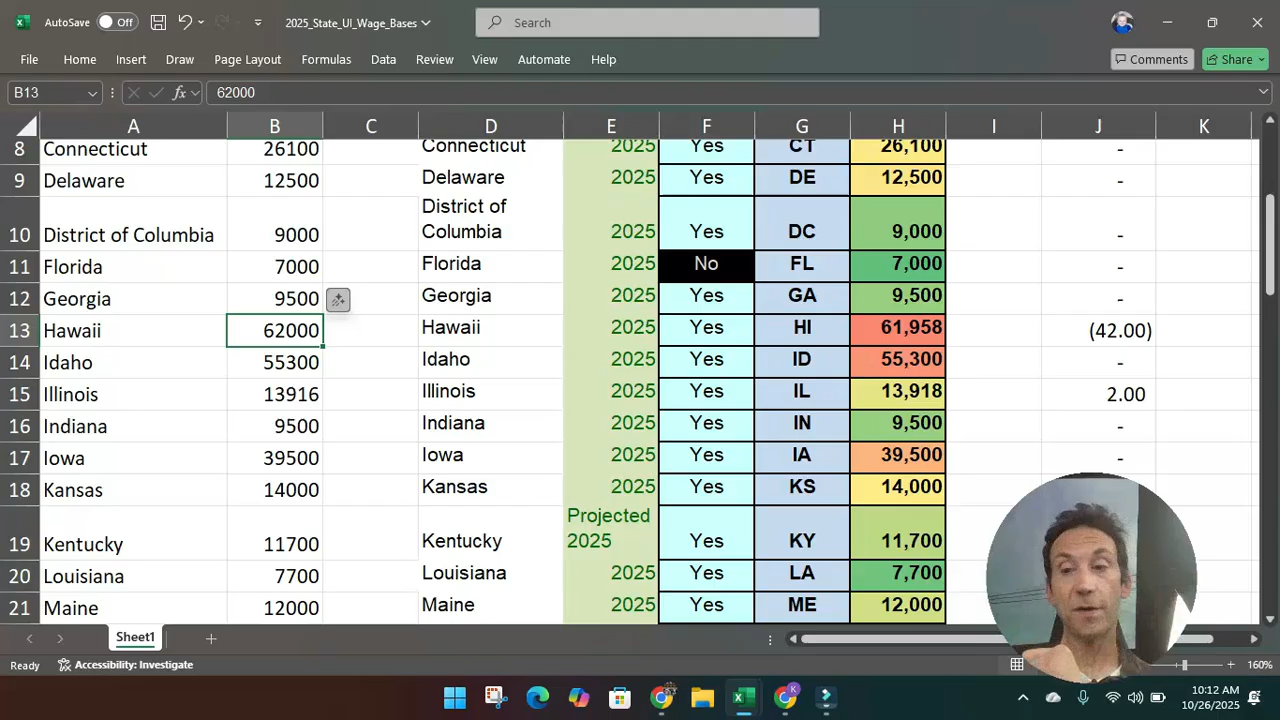 AutoSave Off 2025_State_UI_Wage_Bases Search
File Home Insert Draw Page Layout Formulas Data Review View Automate Help Comments Share
B13 fx 62000
A B C D E F G H I J K
8 Connecticut 26100 Connecticut 2025 Yes CT 26,100 -
9 Delaware 12500 Delaware 2025 Yes DE 12,500 -
District of
10 District of Columbia 9000 Columbia 2025 Yes DC 9,000 -
11 Florida 7000 Florida 2025 No FL 7,000 -
12 Georgia 9500 Georgia 2025 Yes GA 9,500 -
13 Hawaii 62000 Hawaii 2025 Yes HI 61,958 (42.00)
14 Idaho 55300 Idaho 2025 Yes ID 55,300 -
15 Illinois 13916 Illinois 2025 Yes IL 13,918 2.00
16 Indiana 9500 Indiana 2025 Yes IN 9,500 -
17 Iowa 39500 Iowa 2025 Yes IA 39,500 -
18 Kansas 14000 Kansas 2025 Yes KS 14,000
Projected
19 Kentucky 11700 Kentucky 2025 Yes KY 11,700
20 Louisiana 7700 Louisiana 2025 Yes LA 7,700
21 Maine 12000 Maine 2025 Yes ME 12,000
Sheet1
Ready Accessibility: Investigate 160%
10:12 AM
10/26/2025